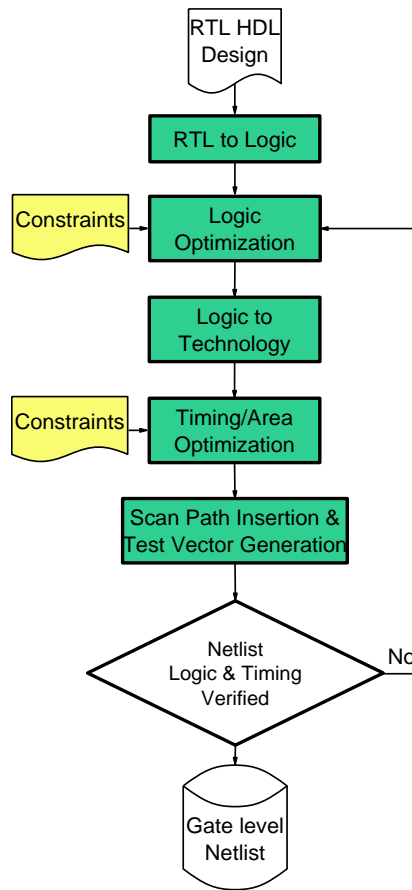 RTL HDL
Design
RTL to Logic
Constraints
Logic
Optimization
Logic to
Technology
Constraints
Timing/Area
Optimization
Scan Path Insertion &
Test Vector Generation
Netlist
Logic & Timing
Verified
No
Gate level
Netlist